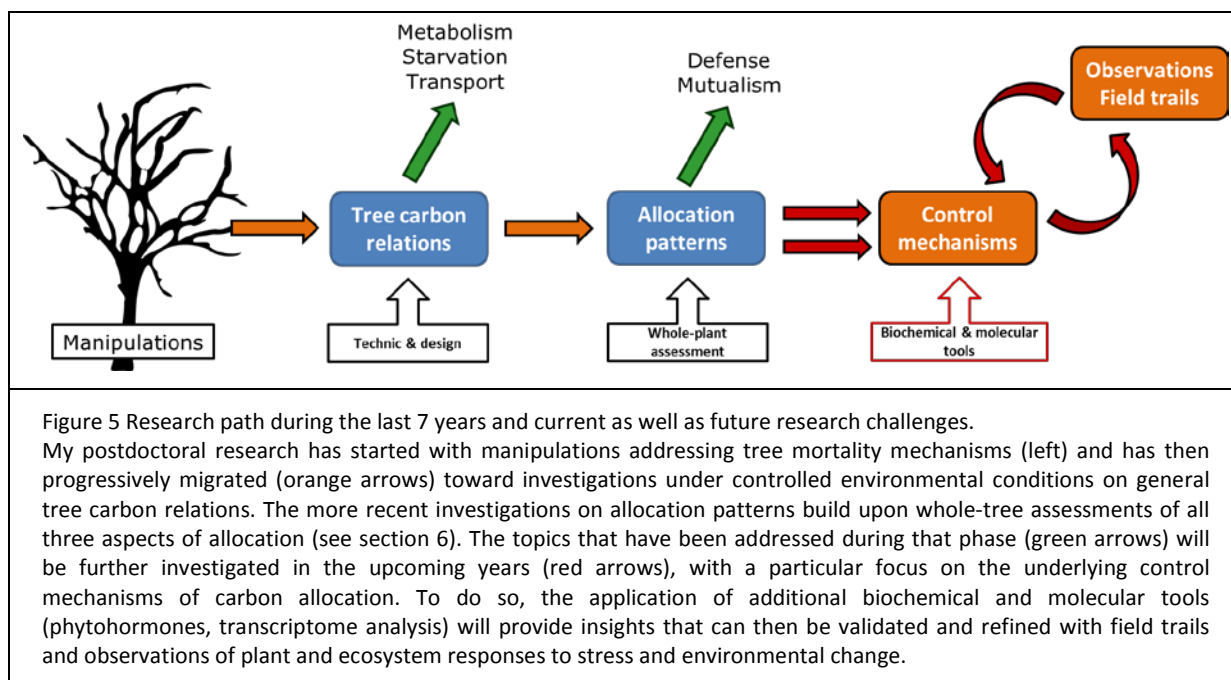 Metabolism
Starvation
Transport
Defense
Mutualism
Observations
Field trails
Tree carbon
relations
Allocation
patterns
Control
mechanisms
Manipulations
Technic & design
Whole-plant
assessment
Biochemical & molecular
tools
Figure 5 Research path during the last 7 years and current as well as future research challenges.
My postdoctoral research has started with manipulations addressing tree mortality mechanisms (left) and has then
progressively migrated (orange arrows) toward investigations under controlled environmental conditions on general
tree carbon relations. The more recent investigations on allocation patterns build upon whole-tree assessments of all
three aspects of allocation (see section 6). The topics that have been addressed during that phase (green arrows) will
be further investigated in the upcoming years (red arrows), with a particular focus on the underlying control
mechanisms of carbon allocation. To do so, the application of additional biochemical and molecular tools
(phytohormones, transcriptome analysis) will provide insights that can then be validated and refined with field trails
and observations of plant and ecosystem responses to stress and environmental change.